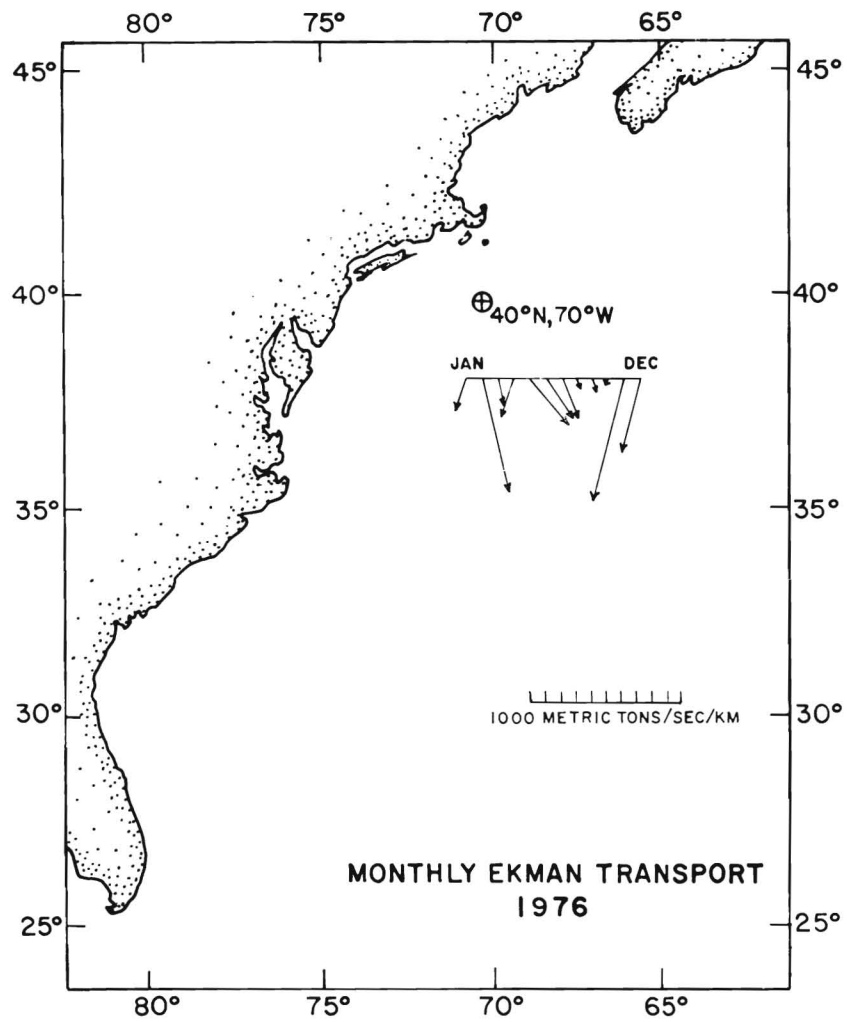 80° 75° 70° 65°
45° 45°
40° 40°
⊕ 40°N, 70°W
JAN DEC
35° 35°
30° 30°
1000 METRIC TONS/SEC/KM
MONTHLY EKMAN TRANSPORT
1976
25° 25°
80° 75° 70° 65°